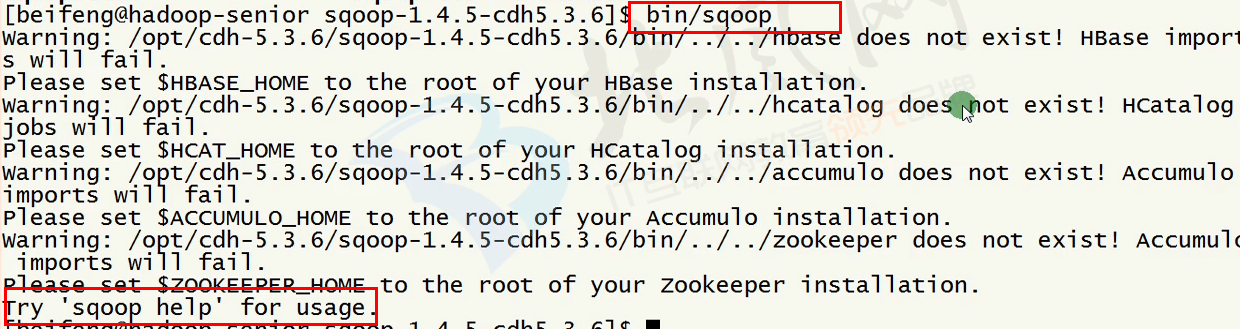 [beifeng@hadoop-senior sqoop-1.4.5-cdh5.3.6]$ bin/sqoop
Warning: /opt/cdh-5.3.6/sqoop-1.4.5-cdh5.3.6/bin/../../hbase does not exist! HBase import
s will fail.
Please set $HBASE_HOME to the root of your HBase installation.
Warning: /opt/cdh-5.3.6/sqoop-1.4.5-cdh5.3.6/bin/../../hcatalog does not exist! HCatalog
jobs will fail.
Please set $HCAT_HOME to the root of your HCatalog installation.
Warning: /opt/cdh-5.3.6/sqoop-1.4.5-cdh5.3.6/bin/../../accumulo does not exist! Accumulo
imports will fail.
Please set $ACCUMULO_HOME to the root of your Accumulo installation.
Warning: /opt/cdh-5.3.6/sqoop-1.4.5-cdh5.3.6/bin/../../zookeeper does not exist! Accumulo
 imports will fail.
Please set $ZOOKEEPER_HOME to the root of your Zookeeper installation.
Try 'sqoop help' for usage.
[beifeng@hadoop-senior sqoop-1.4.5-cdh5.3.6]$